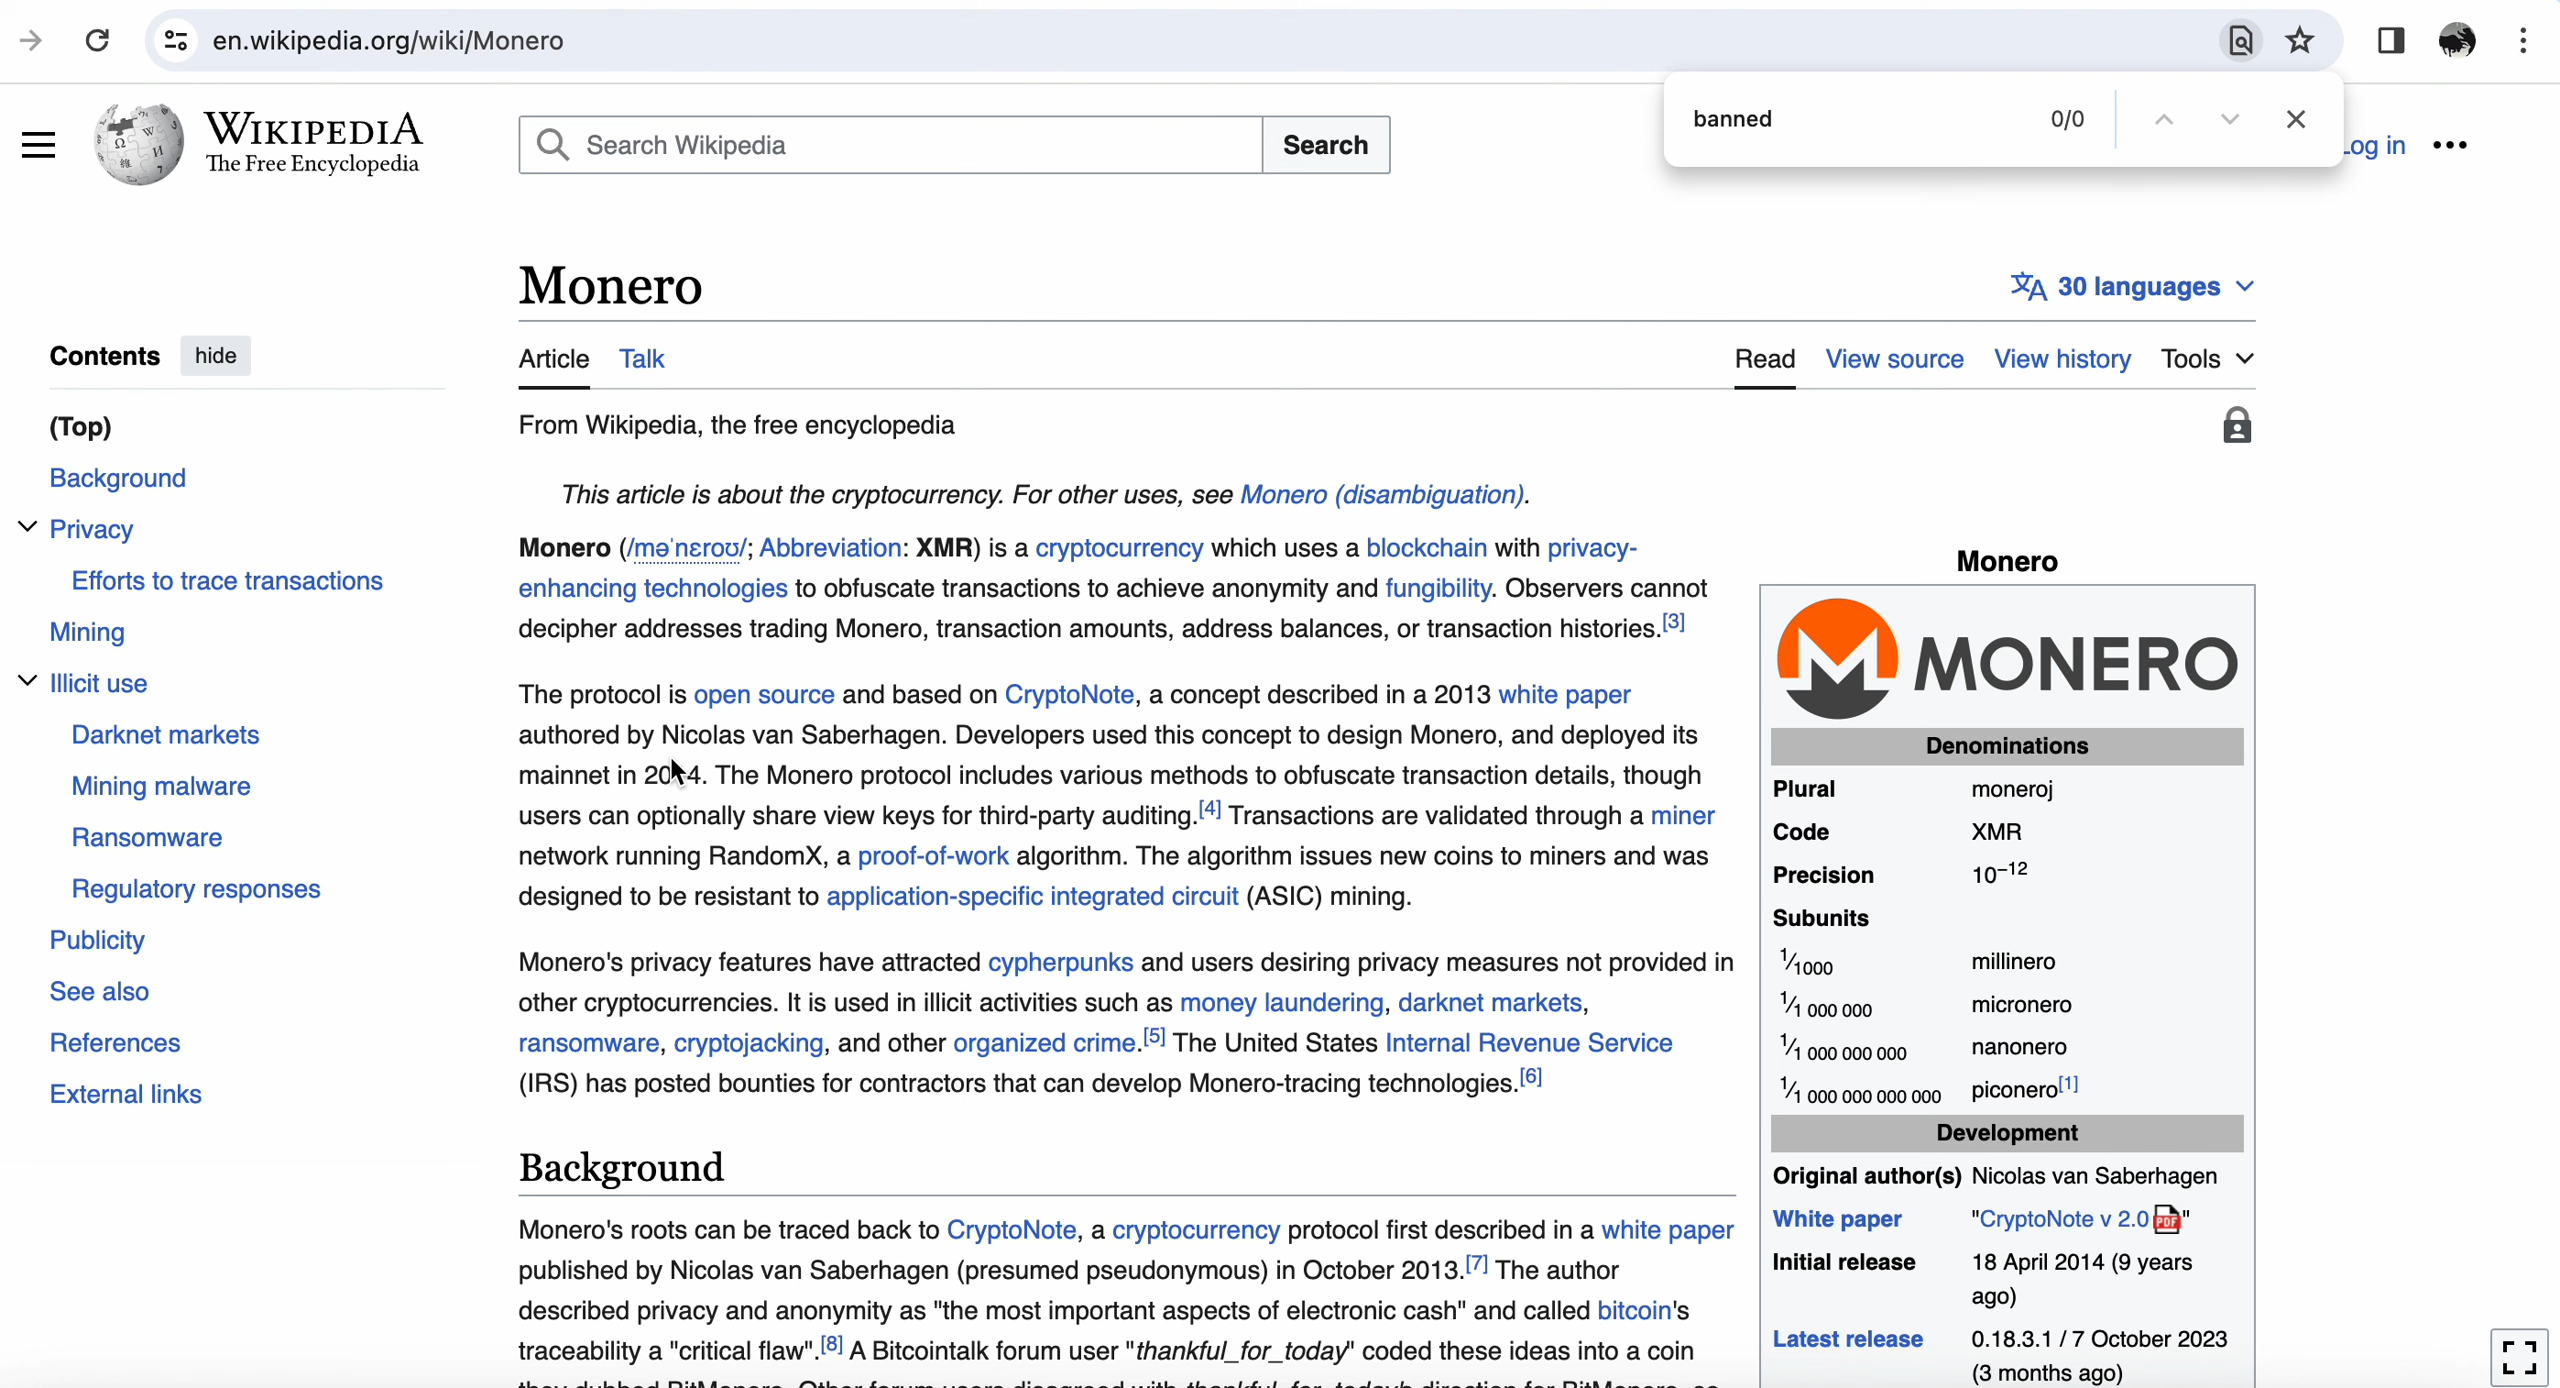 en.wikipedia.org/wiki/Monero
banned 0/0
WIKIPEDIA
The Free Encyclopedia
Search Wikipedia
Search
Log in
Monero
30 languages
Contents hide
Article Talk
Read View source View history Tools
(Top)
Background
Privacy
Efforts to trace transactions
Mining
Illicit use
Darknet markets
Mining malware
Ransomware
Regulatory responses
Publicity
See also
References
External links
From Wikipedia, the free encyclopedia
This article is about the cryptocurrency. For other uses, see Monero (disambiguation).
Monero (/məˈnɛroʊ/; Abbreviation: XMR) is a cryptocurrency which uses a blockchain with privacy-
enhancing technologies to obfuscate transactions to achieve anonymity and fungibility. Observers cannot
decipher addresses trading Monero, transaction amounts, address balances, or transaction histories.[3]
The protocol is open source and based on CryptoNote, a concept described in a 2013 white paper
authored by Nicolas van Saberhagen. Developers used this concept to design Monero, and deployed its
mainnet in 2014. The Monero protocol includes various methods to obfuscate transaction details, though
users can optionally share view keys for third-party auditing.[4] Transactions are validated through a miner
network running RandomX, a proof-of-work algorithm. The algorithm issues new coins to miners and was
designed to be resistant to application-specific integrated circuit (ASIC) mining.
Monero's privacy features have attracted cypherpunks and users desiring privacy measures not provided in
other cryptocurrencies. It is used in illicit activities such as money laundering, darknet markets,
ransomware, cryptojacking, and other organized crime.[5] The United States Internal Revenue Service
(IRS) has posted bounties for contractors that can develop Monero-tracing technologies.[6]
Background
Monero's roots can be traced back to CryptoNote, a cryptocurrency protocol first described in a white paper
published by Nicolas van Saberhagen (presumed pseudonymous) in October 2013.[7] The author
described privacy and anonymity as "the most important aspects of electronic cash" and called bitcoin's
traceability a "critical flaw".[8] A Bitcointalk forum user "thankful_for_today" coded these ideas into a coin
Monero
MONERO
Denominations
Plural moneroj
Code XMR
Precision 10−12
Subunits
1⁄1000 millinero
1⁄1 000 000 micronero
1⁄1 000 000 000 nanonero
1⁄1 000 000 000 000 piconero[1]
Development
Original author(s) Nicolas van Saberhagen
White paper "CryptoNote v 2.0 PDF"
Initial release 18 April 2014 (9 years
ago)
Latest release 0.18.3.1 / 7 October 2023
(3 months ago)